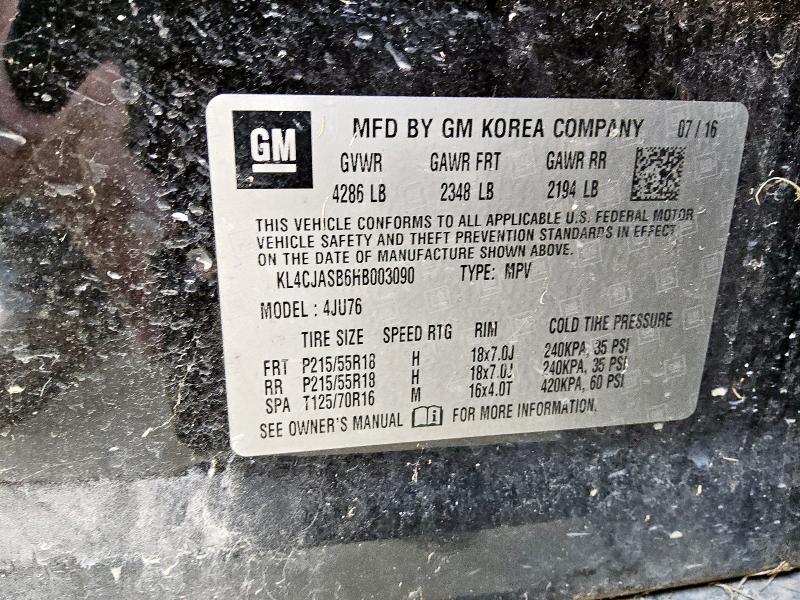 GM MFD BY GM KOREA COMPANY 07/16
GVWR GAWR FRT GAWR RR
4286 LB 2348 LB 2194 LB
THIS VEHICLE CONFORMS TO ALL APPLICABLE U.S. FEDERAL MOTOR
VEHICLE SAFETY AND THEFT PREVENTION STANDARDS IN EFFECT
ON THE DATE OF MANUFACTURE SHOWN ABOVE.
KL4CJASB6HB003090 TYPE: MPV
MODEL : 4JU76
TIRE SIZE SPEED RTG RIM COLD TIRE PRESSURE
FRT P215/55R18 H 18x7.0J 240KPA, 35 PSI
RR P215/55R18 H 18x7.0J 240KPA, 35 PSI
SPA T125/70R16 M 16x4.0T 420KPA, 60 PSI
SEE OWNER'S MANUAL FOR MORE INFORMATION.